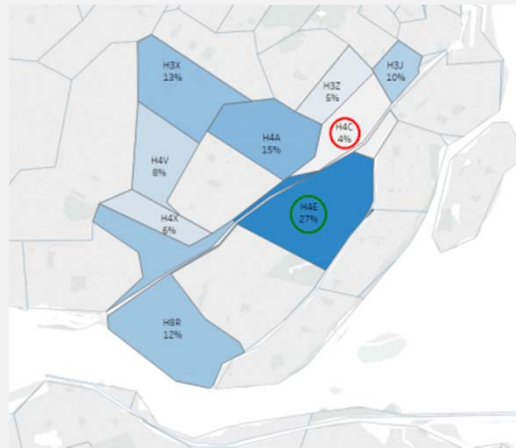 H3X
13%
H3J
10%
H3Z
5%
H4C
4%
H4A
15%
H4V
8%
H4X
6%
H4E
27%
H8R
12%